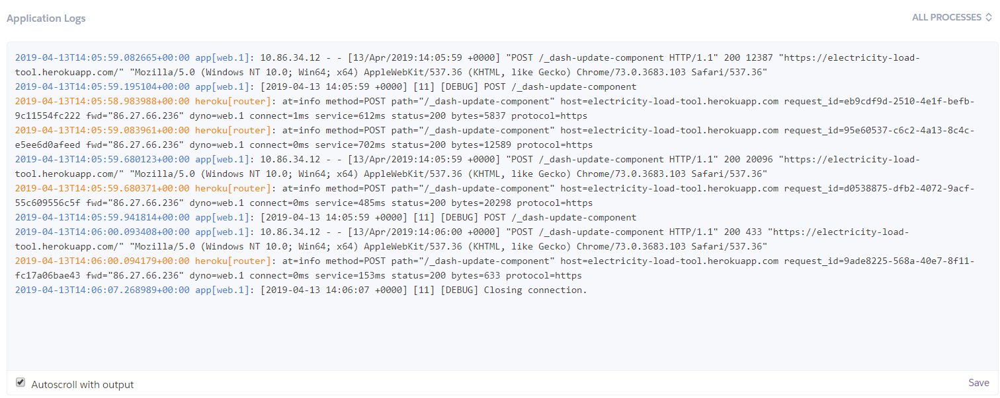 Application Logs
ALL PROCESSES
2019-04-13T14:05:59.082665+00:00 app[web.1]: 10.86.34.12 - - [13/Apr/2019:14:05:59 +0000] "POST /_dash-update-component HTTP/1.1" 200 12387 "https://electricity-load-
tool.herokuapp.com/" "Mozilla/5.0 (Windows NT 10.0; Win64; x64) AppleWebKit/537.36 (KHTML, like Gecko) Chrome/73.0.3683.103 Safari/537.36"
2019-04-13T14:05:59.195104+00:00 app[web.1]: [2019-04-13 14:05:59 +0000] [11] [DEBUG] POST /_dash-update-component
2019-04-13T14:05:58.983988+00:00 heroku[router]: at=info method=POST path="/_dash-update-component" host=electricity-load-tool.herokuapp.com request_id=eb9cdf9d-2510-4e1f-befb-
9c11554fc222 fwd="86.27.66.236" dyno=web.1 connect=1ms service=612ms status=200 bytes=5837 protocol=https
2019-04-13T14:05:59.083961+00:00 heroku[router]: at=info method=POST path="/_dash-update-component" host=electricity-load-tool.herokuapp.com request_id=95e60537-c6c2-4a13-8c4c-
e5ee6d0afeed fwd="86.27.66.236" dyno=web.1 connect=0ms service=702ms status=200 bytes=12589 protocol=https
2019-04-13T14:05:59.680123+00:00 app[web.1]: 10.86.34.12 - - [13/Apr/2019:14:05:59 +0000] "POST /_dash-update-component HTTP/1.1" 200 20096 "https://electricity-load-
tool.herokuapp.com/" "Mozilla/5.0 (Windows NT 10.0; Win64; x64) AppleWebKit/537.36 (KHTML, like Gecko) Chrome/73.0.3683.103 Safari/537.36"
2019-04-13T14:05:59.680371+00:00 heroku[router]: at=info method=POST path="/_dash-update-component" host=electricity-load-tool.herokuapp.com request_id=d0538875-dfb2-4072-9acf-
55c609556c5f fwd="86.27.66.236" dyno=web.1 connect=0ms service=485ms status=200 bytes=20298 protocol=https
2019-04-13T14:05:59.941814+00:00 app[web.1]: [2019-04-13 14:05:59 +0000] [11] [DEBUG] POST /_dash-update-component
2019-04-13T14:06:00.093408+00:00 app[web.1]: 10.86.34.12 - - [13/Apr/2019:14:06:00 +0000] "POST /_dash-update-component HTTP/1.1" 200 433 "https://electricity-load-
tool.herokuapp.com/" "Mozilla/5.0 (Windows NT 10.0; Win64; x64) AppleWebKit/537.36 (KHTML, like Gecko) Chrome/73.0.3683.103 Safari/537.36"
2019-04-13T14:06:00.094179+00:00 heroku[router]: at=info method=POST path="/_dash-update-component" host=electricity-load-tool.herokuapp.com request_id=9ade8225-568a-40e7-8f11-
fc17a06bae43 fwd="86.27.66.236" dyno=web.1 connect=0ms service=153ms status=200 bytes=633 protocol=https
2019-04-13T14:06:07.268989+00:00 app[web.1]: [2019-04-13 14:06:07 +0000] [11] [DEBUG] Closing connection.
Autoscroll with output
Save